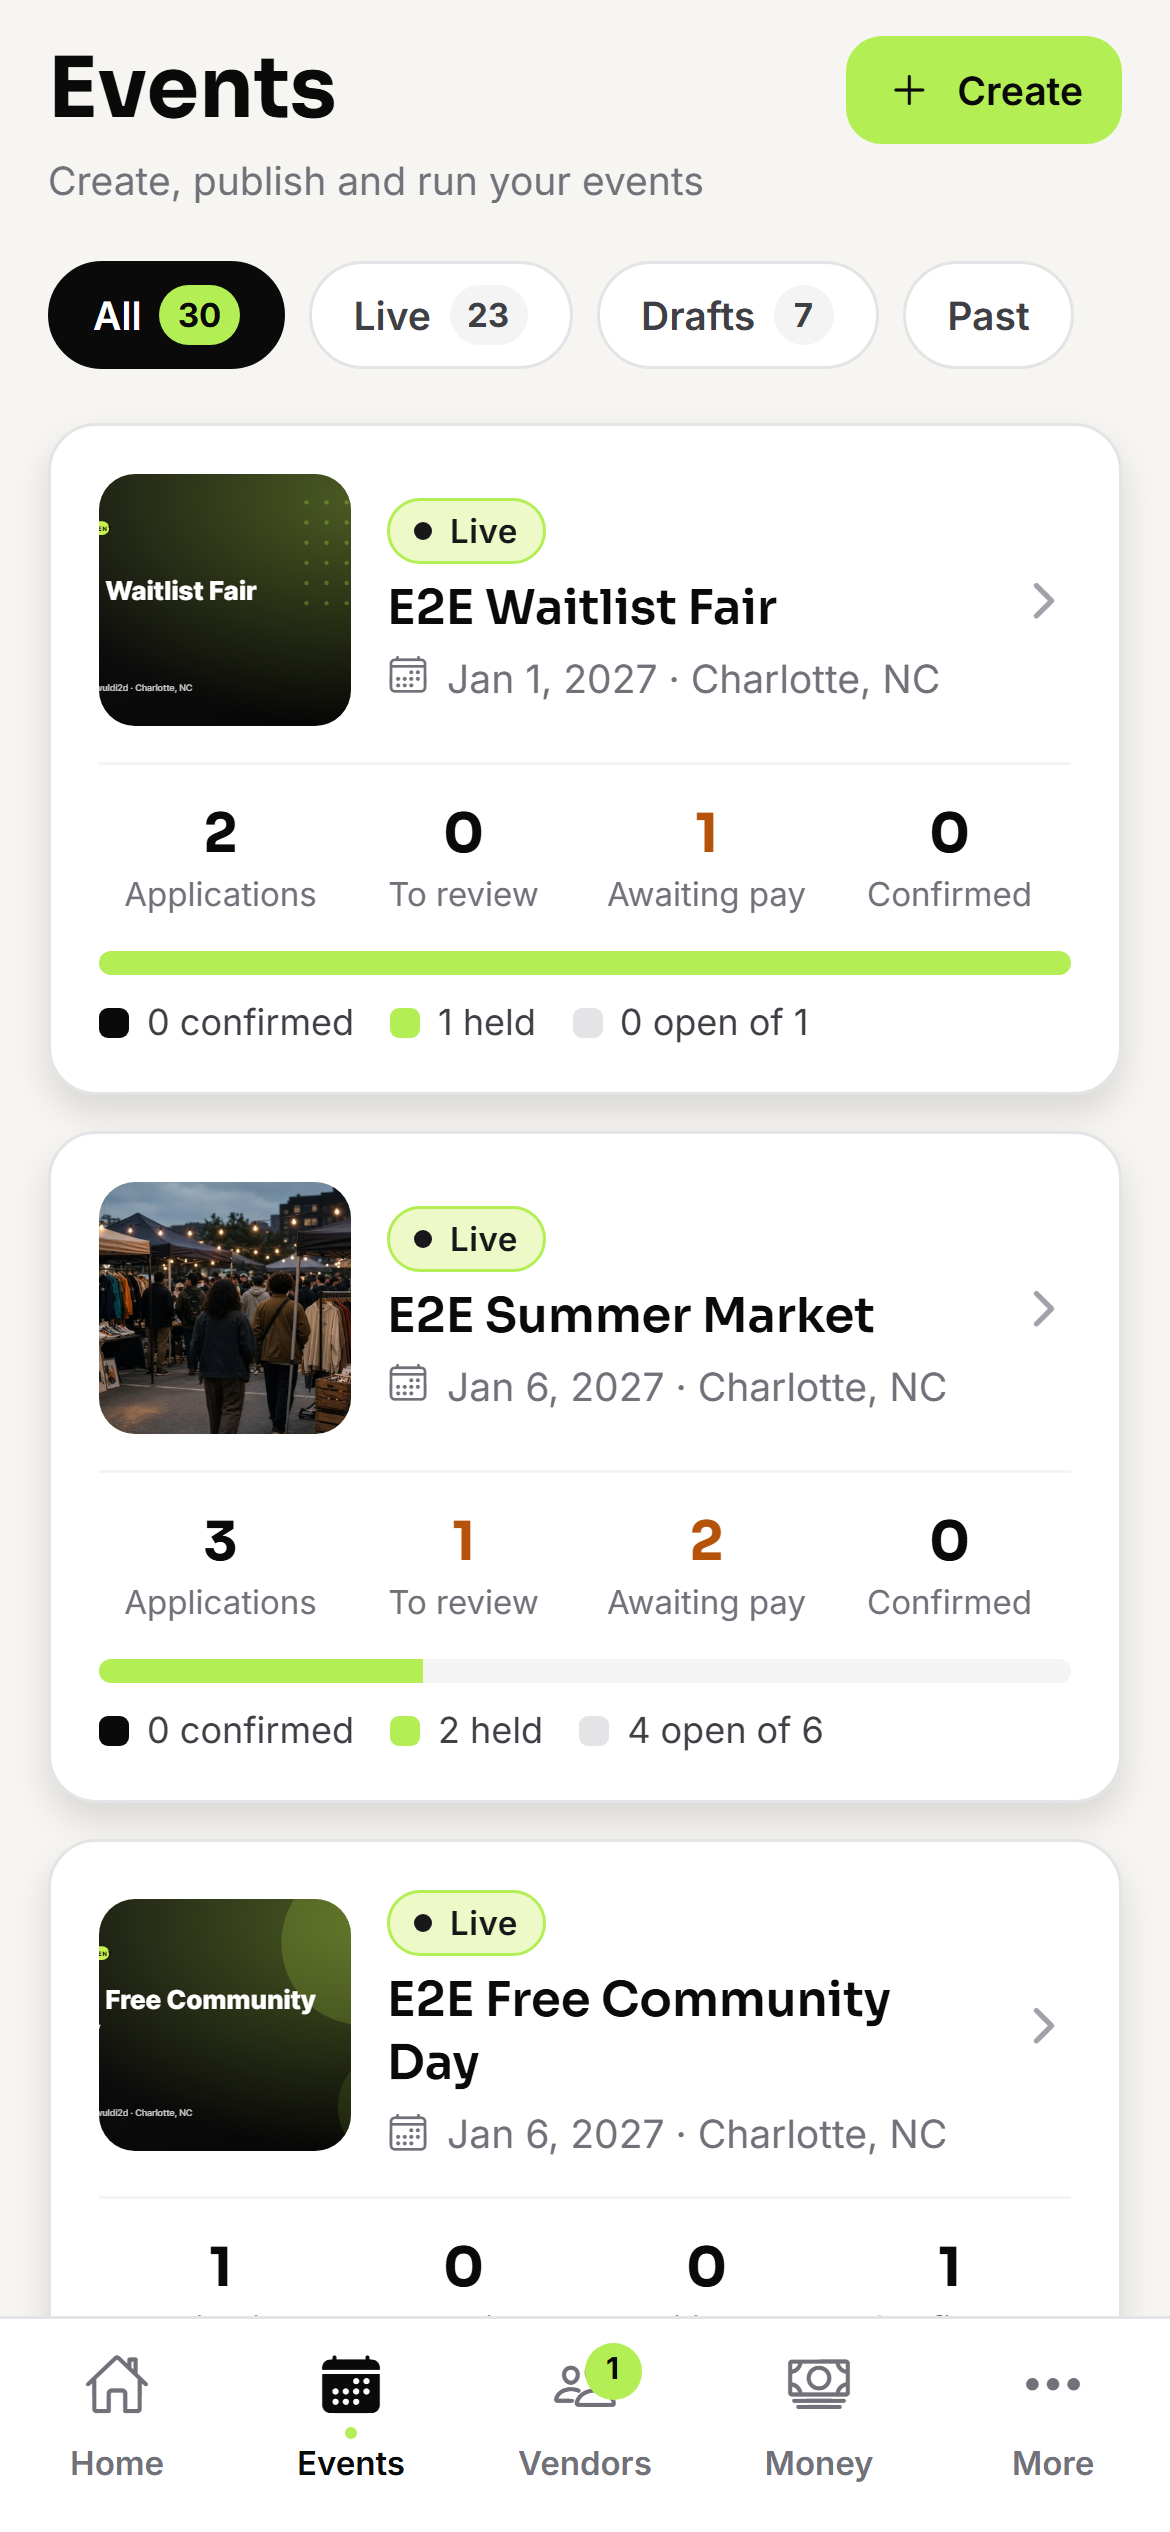 Events
Create
Create, publish and run your events
All 30
Live 23
Drafts 7
Past
Waitlist Fair
Charlotte, NC
Live
E2E Waitlist Fair
Jan 1, 2027 · Charlotte, NC
2
Applications
0
To review
1
Awaiting pay
0
Confirmed
0 confirmed
1 held
0 open of 1
Live
E2E Summer Market
Jan 6, 2027 · Charlotte, NC
3
Applications
1
To review
2
Awaiting pay
0
Confirmed
0 confirmed
2 held
4 open of 6
Free Community
Charlotte, NC
Live
E2E Free Community
Day
Jan 6, 2027 · Charlotte, NC
1
0
0
1
Home
Events
1
Vendors
Money
More